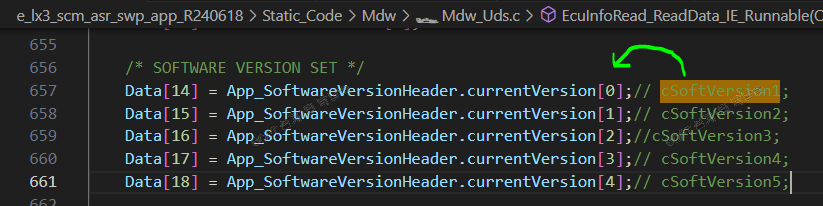 e_lx3_scm_asr_swp_app_R240618 > Static_Code > Mdw > Mdw_Uds.c > EcuInfoRead_ReadData_IE_Runnable(
655
656 /* SOFTWARE VERSION SET */
657 Data[14] = App_SoftwareVersionHeader.currentVersion[0];// cSoftVersion1;
658 Data[15] = App_SoftwareVersionHeader.currentVersion[1];// cSoftVersion2;
659 Data[16] = App_SoftwareVersionHeader.currentVersion[2];//cSoftVersion3;
660 Data[17] = App_SoftwareVersionHeader.currentVersion[3];// cSoftVersion4;
661 Data[18] = App_SoftwareVersionHeader.currentVersion[4];// cSoftVersion5;
662